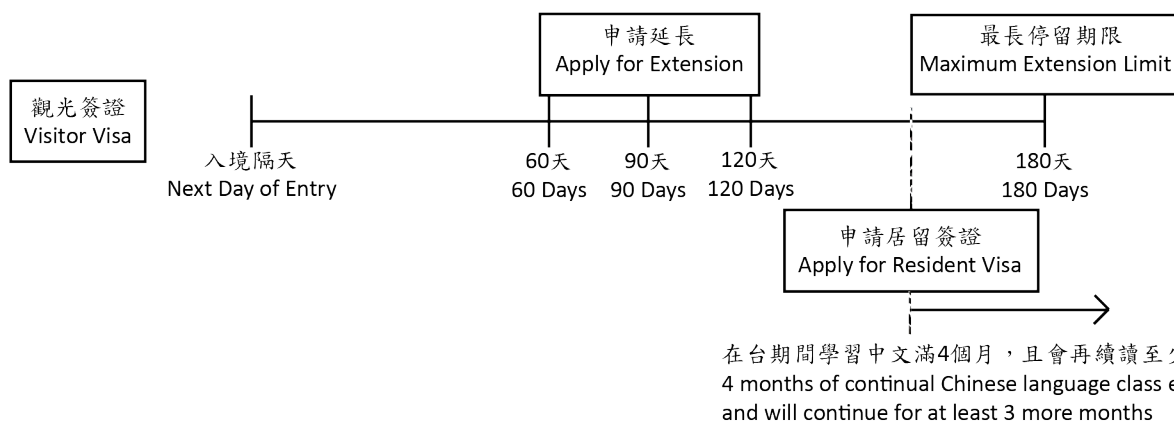 申請延長
Apply for Extension
最長停留期限
Maximum Extension Limit
觀光簽證
Visitor Visa
入境隔天
Next Day of Entry
60天
60 Days
90天
90 Days
120天
120 Days
180天
180 Days
申請居留簽證
Apply for Resident Visa
在台期間學習中文滿4個月，且會再續讀至
4 months of continual Chinese language class
and will continue for at least 3 more months